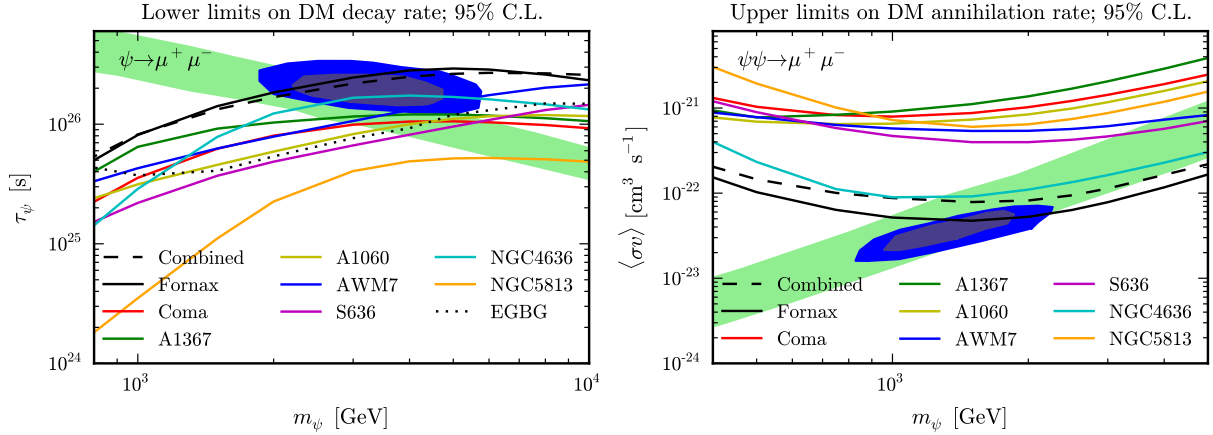 Lower limits on DM decay rate; 95% C.L.
ψ→μ⁺ μ⁻
10²⁶
10²⁵
10²⁴
τ_ψ [s]
Combined
Fornax
Coma
A1367
A1060
AWM7
S636
NGC4636
NGC5813
EGBG
10³
10⁴
m_ψ [GeV]
Upper limits on DM annihilation rate; 95% C.L.
ψψ→μ⁺ μ⁻
10⁻²¹
10⁻²²
10⁻²³
10⁻²⁴
⟨σv⟩ [cm³ s⁻¹]
Combined
Fornax
Coma
A1367
A1060
AWM7
S636
NGC4636
NGC5813
10³
m_ψ [GeV]